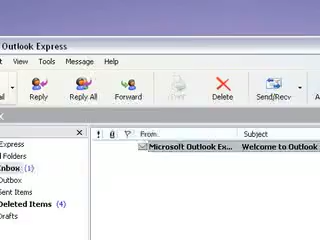 Outlook Express
View Tools Message Help
Reply Reply All Forward Print Delete Send/Recv
From Subject
Express
Folders
Inbox (1)
Outbox
Sent Items
Deleted Items (4)
Drafts
Microsoft Outlook Ex... Welcome to Outlook